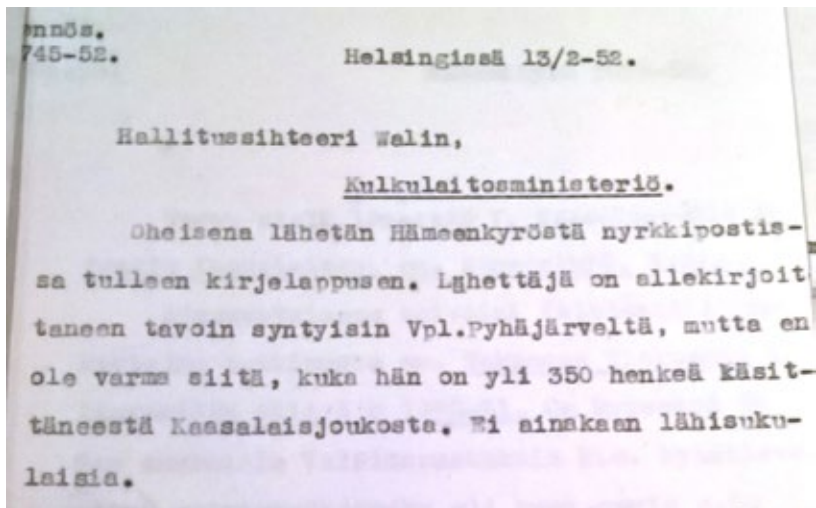 nnös.
745-52.
Helsingissä 13/2-52.
Hallitussihteeri Walin,
Kulkulaitosministeriö.
Oheisena lähetän Hämeenkyröstä nyrkkipostis-
sa tulleen kirjelappusen. Lähettäjä on allekirjoit
taneen tavoin syntyisin Vpl.Pyhäjärveltä, mutta en
ole varma siitä, kuka hän on yli 350 henkeä käsit-
täneestä Kaasalaisjoukosta. Ei ainakaan lähisuku-
laisia.